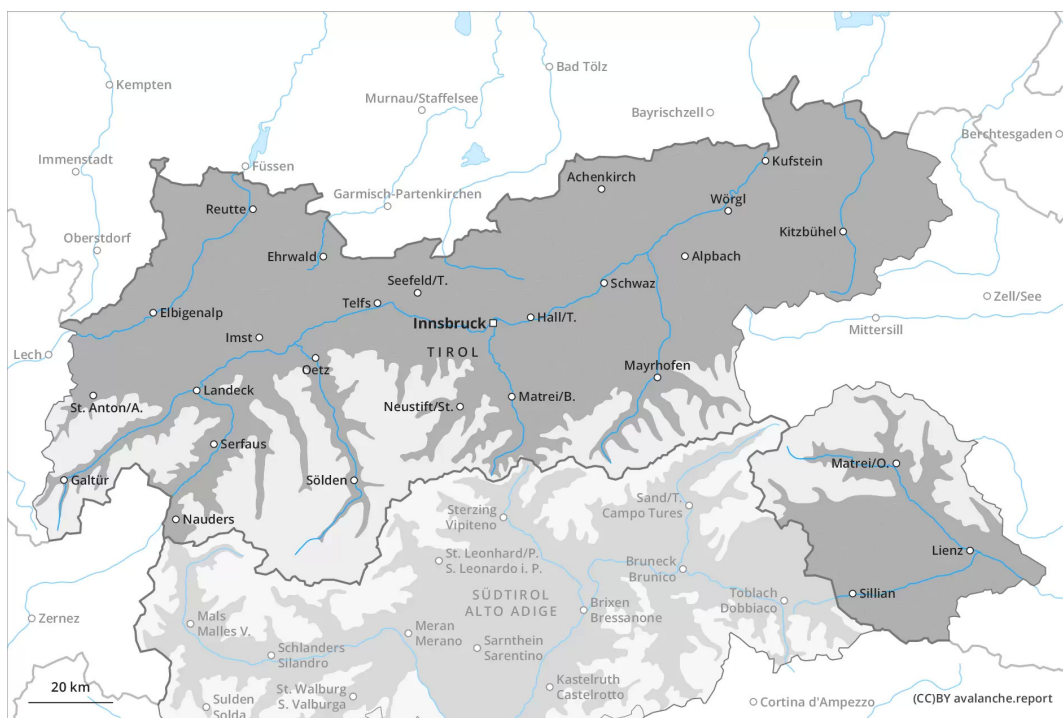 Kempten
Bad Tölz
Murnau/Staffelsee
Bayrischzell
Berchtesgaden
Immenstadt
Füssen
Kufstein
Achenkirch
Garmisch-Partenkirchen
Reutte
Wörgl
Oberstdorf
Kitzbühel
Ehrwald
Alpbach
Seefeld/T.
Schwaz
Zell/See
Telfs
Elbigenalp
Innsbruck
Hall/T.
Mittersill
Imst
Lech
TIROL
Oetz
Mayrhofen
Landeck
St. Anton/A.
Neustift/St.
Matrei/B.
Serfaus
Matrei/O.
Galtür
Sölden
Sand/T.
Campo Tures
Sterzing
Vipiteno
Nauders
Lienz
St. Leonhard/P.
S. Leonardo i. P.
Bruneck
Brunico
SÜDTIROL
ALTO ADIGE
Sillian
Toblach
Dobbiaco
Brixen
Bressanone
Zernez
Mals
Malles V.
Meran
Merano
Sarnthein
Sarentino
Schlanders
Silandro
Kastelruth
Castelrotto
20 km
St. Walburg
S. Valburga
Sulden
Solda
Cortina d'Ampezzo
(CC)BY avalanche.report